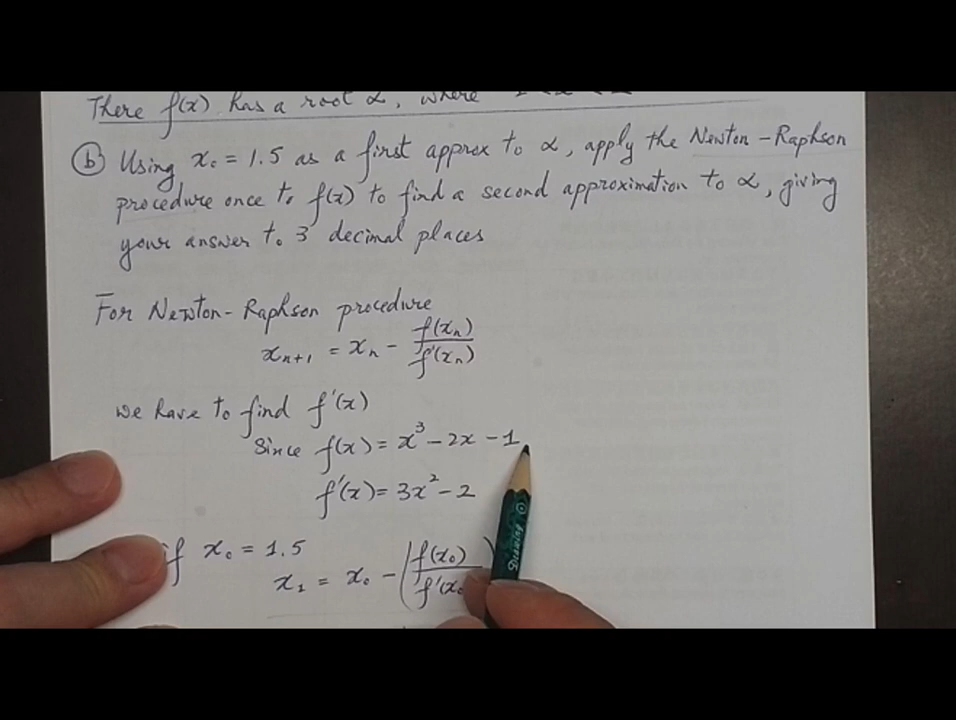 There f(x) has a root α, where 1 < α < 2
(b) Using x₀ = 1.5 as a first approx to α, apply the Newton-Raphson
procedure once to f(x) to find a second approximation to α, giving
your answer to 3 decimal places
For Newton-Raphson procedure
xₙ₊₁ = xₙ - f(xₙ)/f'(xₙ)
we have to find f'(x)
Since f(x) = x³ - 2x - 1
f'(x) = 3x² - 2
if x₀ = 1.5
x₁ = x₀ - (f(x₀)/f'(x₀)